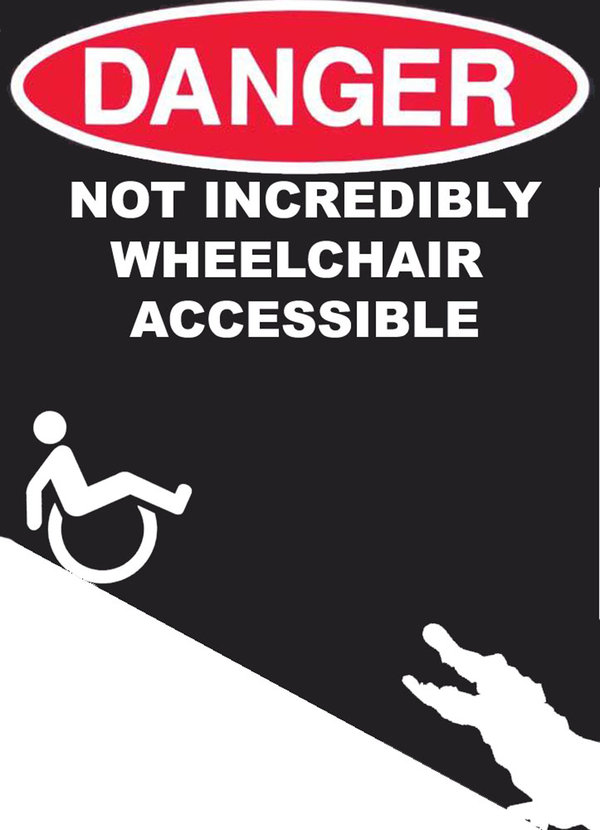 DANGER
NOT INCREDIBLY
WHEELCHAIR
ACCESSIBLE